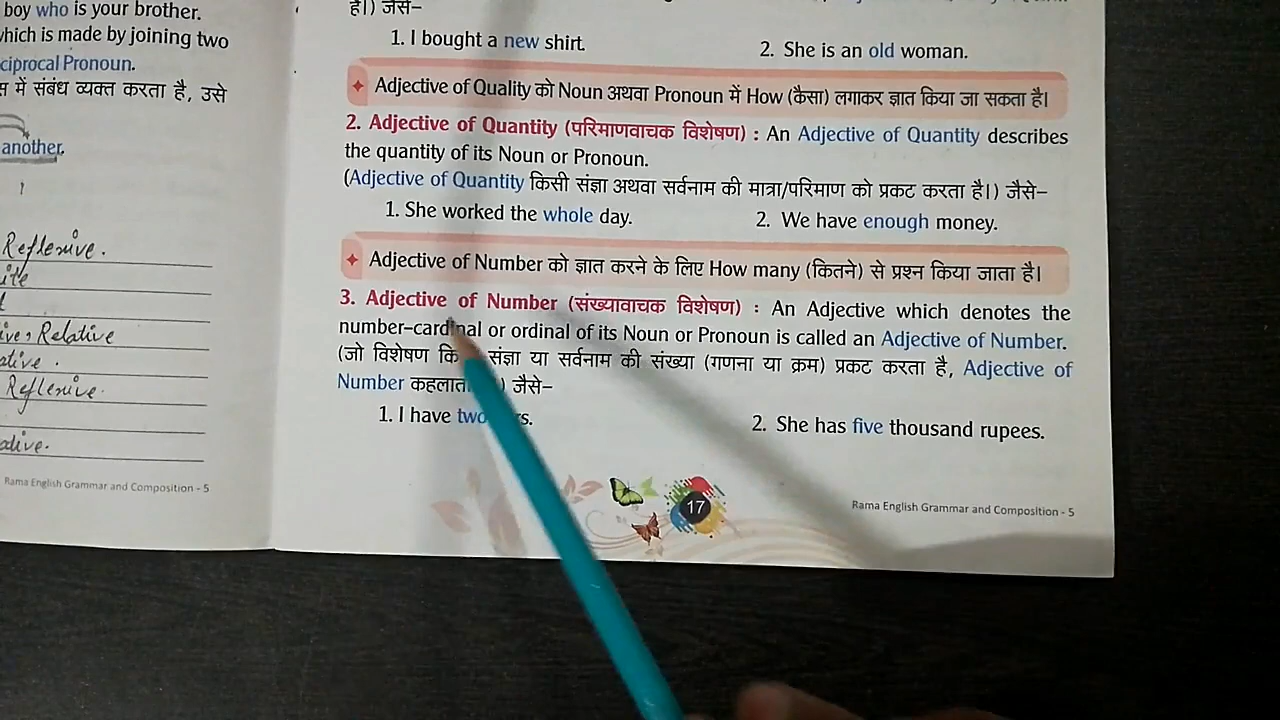 boy who is your brother.
which is made by joining two
ciprocal Pronoun.
में संबंध व्यक्त करता है, उसे
another.
Reflexive.
ive, Relative
Reflexive.
Rama English Grammar and Composition - 5
है।) जैसे–
1. I bought a new shirt.
2. She is an old woman.
Adjective of Quality को Noun अथवा Pronoun में How (कैसा) लगाकर ज्ञात किया जा सकता है।
2. Adjective of Quantity (परिमाणवाचक विशेषण) : An Adjective of Quantity describes
the quantity of its Noun or Pronoun.
(Adjective of Quantity किसी संज्ञा अथवा सर्वनाम की मात्रा/परिमाण को प्रकट करता है।) जैसे–
1. She worked the whole day.
2. We have enough money.
Adjective of Number को ज्ञात करने के लिए How many (कितने) से प्रश्न किया जाता है।
3. Adjective of Number (संख्यावाचक विशेषण) : An Adjective which denotes the
number-cardinal or ordinal of its Noun or Pronoun is called an Adjective of Number.
(जो विशेषण संज्ञा या सर्वनाम की संख्या (गणना या क्रम) प्रकट करता है, Adjective of
Number जैसे–
1. I have two
2. She has five thousand rupees.
17
Rama English Grammar and Composition - 5